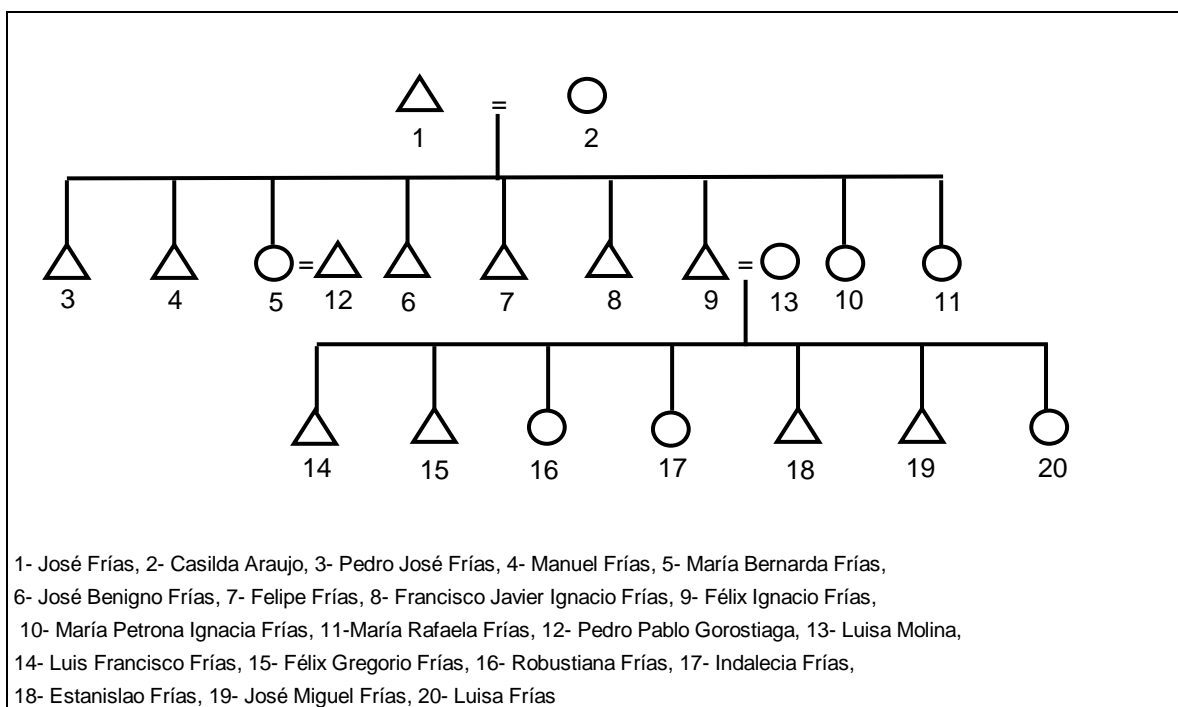 =
1 2
= =
3 4 5 12 6 7 8 9 13 10 11
14 15 16 17 18 19 20
1- José Frías, 2- Casilda Araujo, 3- Pedro José Frías, 4- Manuel Frías, 5- María Bernarda Frías,
6- José Benigno Frías, 7- Felipe Frías, 8- Francisco Javier Ignacio Frías, 9- Félix Ignacio Frías,
10- María Petrona Ignacia Frías, 11-María Rafaela Frías, 12- Pedro Pablo Gorostiaga, 13- Luisa Molina,
14- Luis Francisco Frías, 15- Félix Gregorio Frías, 16- Robustiana Frías, 17- Indalecia Frías,
18- Estanislao Frías, 19- José Miguel Frías, 20- Luisa Frías